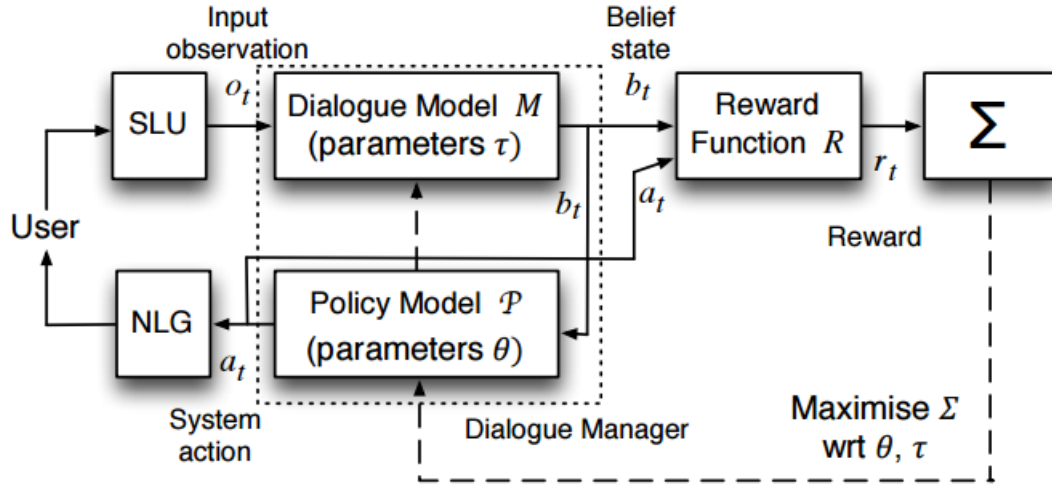 Input
observation
Belief
state
SLU
o_t
Dialogue Model M
(parameters τ)
b_t
Reward
Function R
r_t
Σ
b_t
a_t
User
Reward
NLG
a_t
Policy Model 𝒫
(parameters θ)
System
action
Dialogue Manager
Maximise Σ
wrt θ, τ